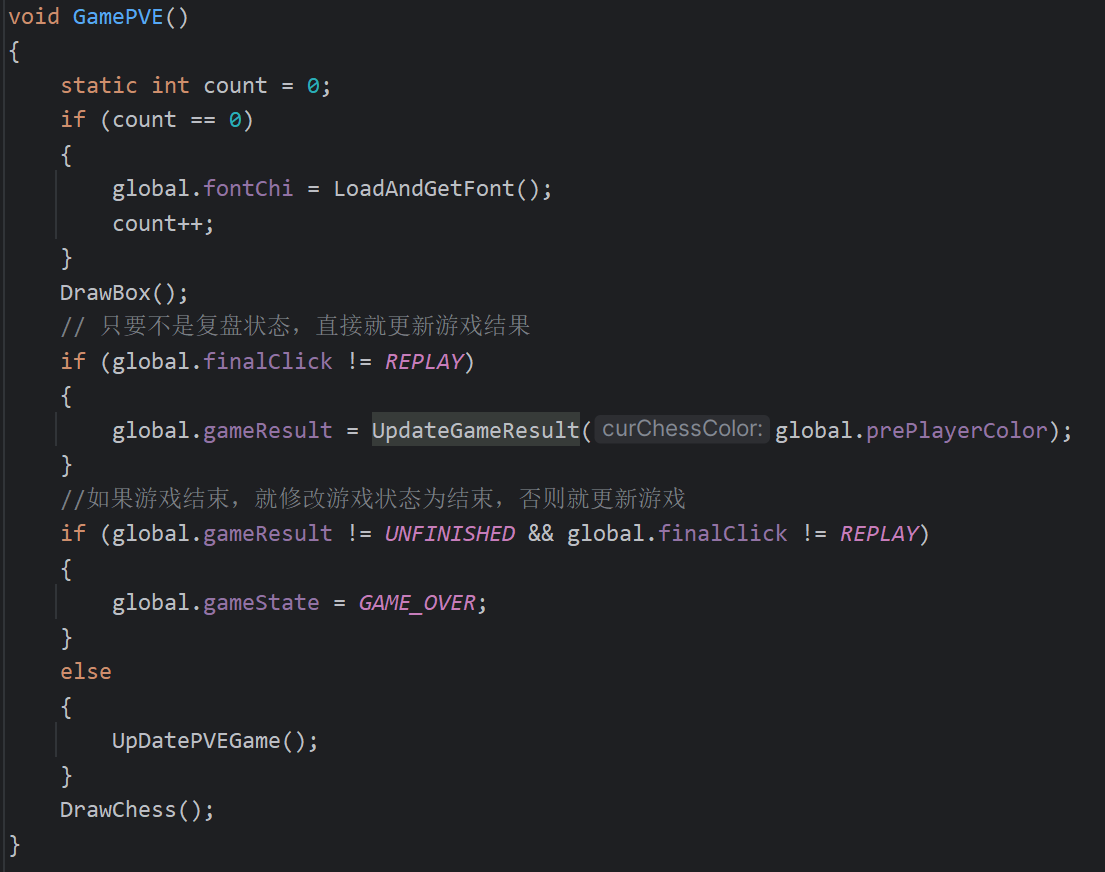 void GamePVE()
{
    static int count = 0;
    if (count == 0)
    {
        global.fontChi = LoadAndGetFont();
        count++;
    }
    DrawBox();
    // 只要不是复盘状态，直接就更新游戏结果
    if (global.finalClick != REPLAY)
    {
        global.gameResult = UpdateGameResult( curChessColor: global.prePlayerColor);
    }
    //如果游戏结束，就修改游戏状态为结束，否则就更新游戏
    if (global.gameResult != UNFINISHED && global.finalClick != REPLAY)
    {
        global.gameState = GAME_OVER;
    }
    else
    {
        UpDatePVEGame();
    }
    DrawChess();
}